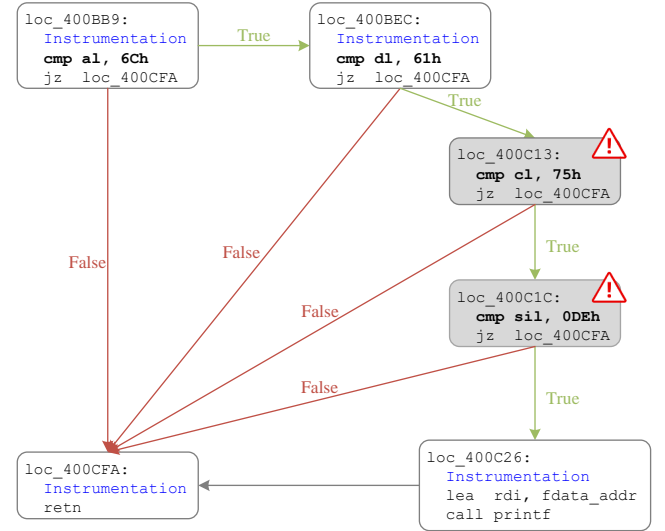 loc_400BB9:
Instrumentation
cmp al, 6Ch
jz loc_400CFA
True
loc_400BEC:
Instrumentation
cmp dl, 61h
jz loc_400CFA
True
loc_400C13:
cmp cl, 75h
jz loc_400CFA
!
True
False
False
loc_400C1C:
cmp sil, 0DEh
jz loc_400CFA
!
False
False
True
loc_400CFA:
Instrumentation
retn
loc_400C26:
Instrumentation
lea rdi, fdata_addr
call printf